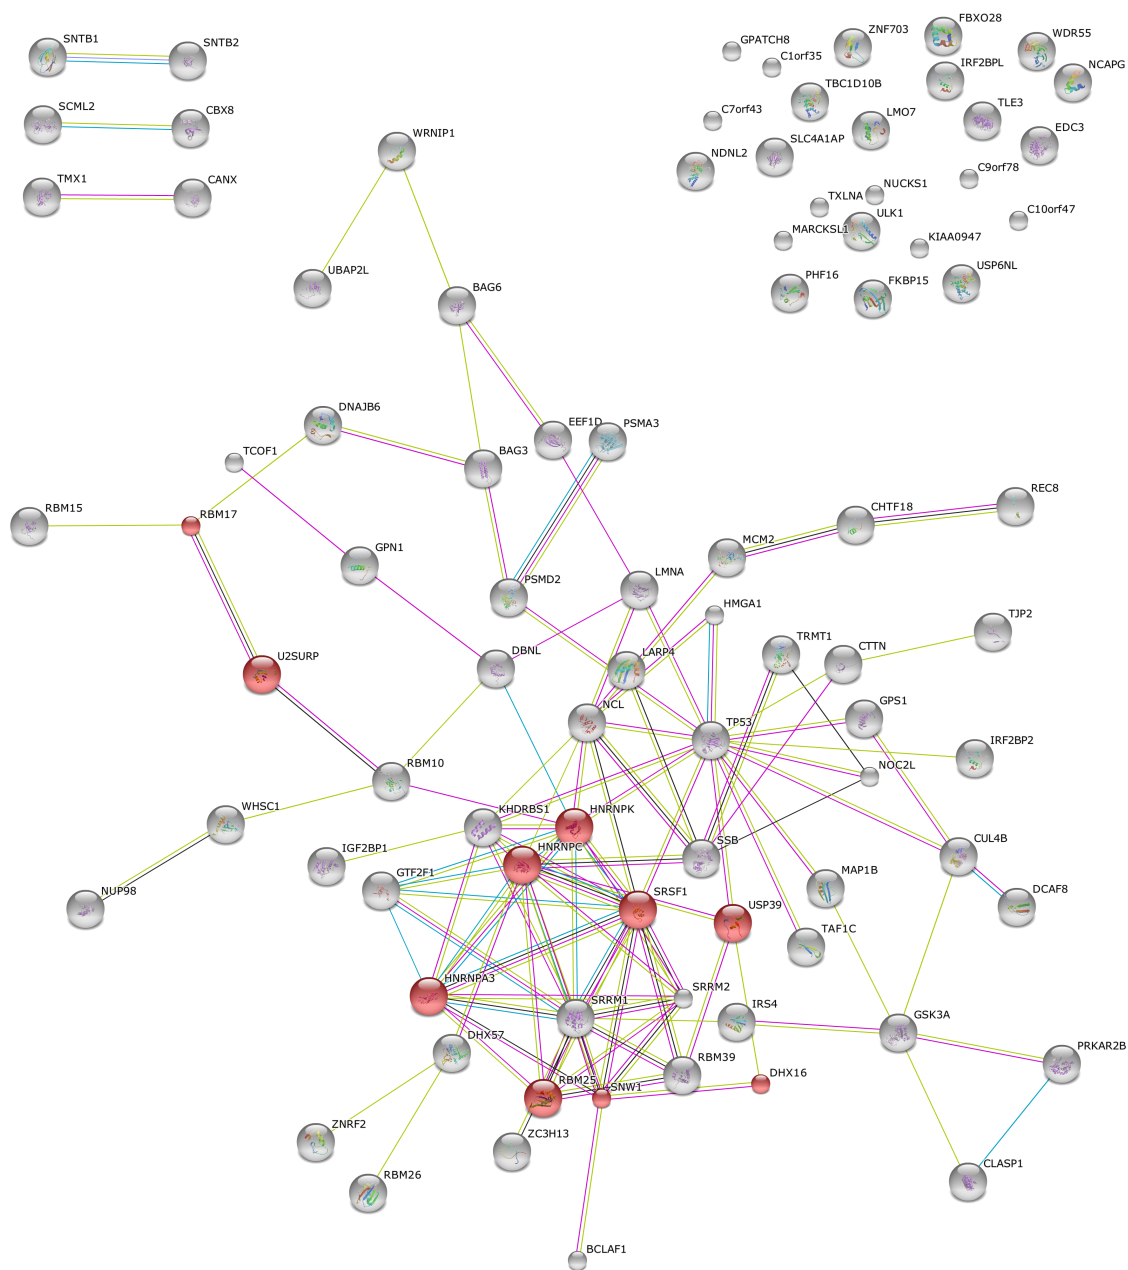 SNTB1
SNTB2
SCML2
CBX8
TMX1
CANX
GPATCH8
C1orf35
ZNF703
FBXO28
WDR55
NCAPG
IRF2BPL
TBC1D10B
C7orf43
LMO7
TLE3
EDC3
SLC4A1AP
NDNL2
C9orf78
NUCKS1
TXLNA
C10orf47
ULK1
MARCKSL1
KIAA0947
PHF16
FKBP15
USP6NL
WRNIP1
UBAP2L
BAG6
DNAJB6
EEF1D
PSMA3
TCOF1
BAG3
REC8
CHTF18
RBM15
RBM17
MCM2
GPN1
PSMD2
LMNA
HMGA1
TJP2
TRMT1
CTTN
U2SURP
DBNL
LARP4
NCL
TP53
GPS1
IRF2BP2
NOC2L
RBM10
WHSC1
KHDRBS1
HNRNPK
SSB
CUL4B
IGF2BP1
HNRNPC
GTF2F1
MAP1B
DCAF8
NUP98
SRSF1
USP39
TAF1C
HNRNPA3
SRRM2
SRRM1
IRS4
GSK3A
PRKAR2B
DHX57
RBM39
RBM25
SNW1
DHX16
ZNRF2
ZC3H13
RBM26
CLASP1
BCLAF1